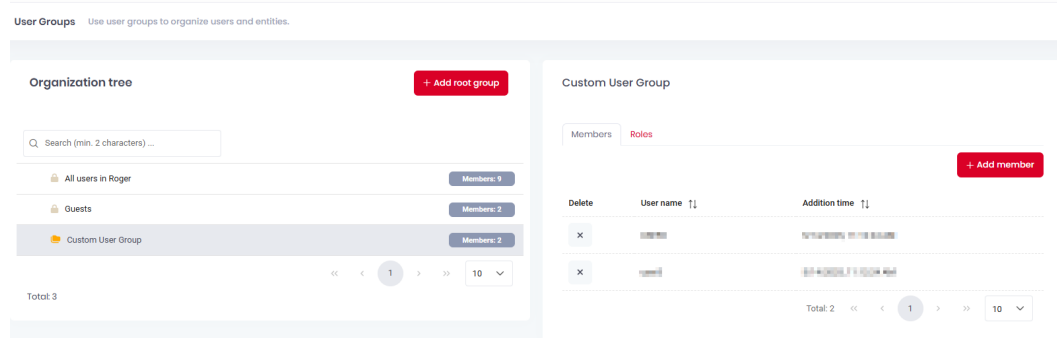 User Groups Use user groups to organize users and entities.
Organization tree
+ Add root group
Search (min. 2 characters) ...
All users in Roger Members: 9
Guests Members: 2
Custom User Group Members: 2
<< < 1 > >> 10
Total: 3
Custom User Group
Members Roles
+ Add member
Delete User name Addition time
×
×
Total: 2 << < 1 > >> 10